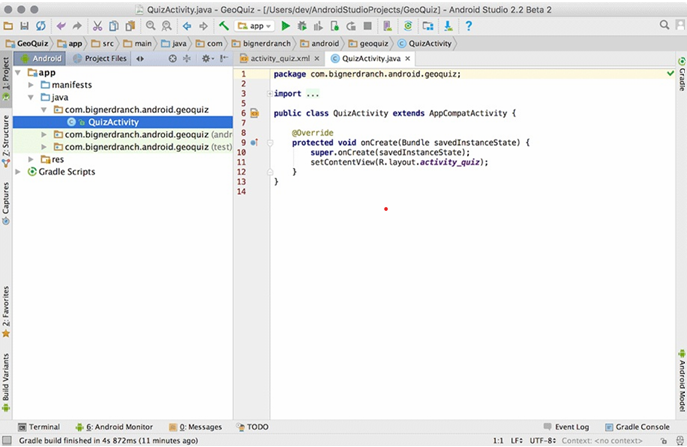 QuizActivity.java - GeoQuiz - [/Users/dev/AndroidStudioProjects/GeoQuiz] - Android Studio 2.2 Beta 2
app
GeoQuiz app src main java com bignerdranch android geoquiz QuizActivity
Android Project Files
activity_quiz.xml QuizActivity.java
1: Project
7: Structure
Captures
2: Favorites
Build Variants
app
manifests
java
com.bignerdranch.android.geoquiz
QuizActivity
com.bignerdranch.android.geoquiz (andr
com.bignerdranch.android.geoquiz (test)
res
Gradle Scripts
1 package com.bignerdranch.android.geoquiz;
2
3 import ...
5
6 public class QuizActivity extends AppCompatActivity {
7
8 @Override
9 protected void onCreate(Bundle savedInstanceState) {
10 super.onCreate(savedInstanceState);
11 setContentView(R.layout.activity_quiz);
12 }
13 }
14
Gradle
Android Model
Terminal 6: Android Monitor 0: Messages TODO Event Log Gradle Console
Gradle build finished in 4s 872ms (11 minutes ago) 1:1 LF÷ UTF-8÷ Context: <no context>